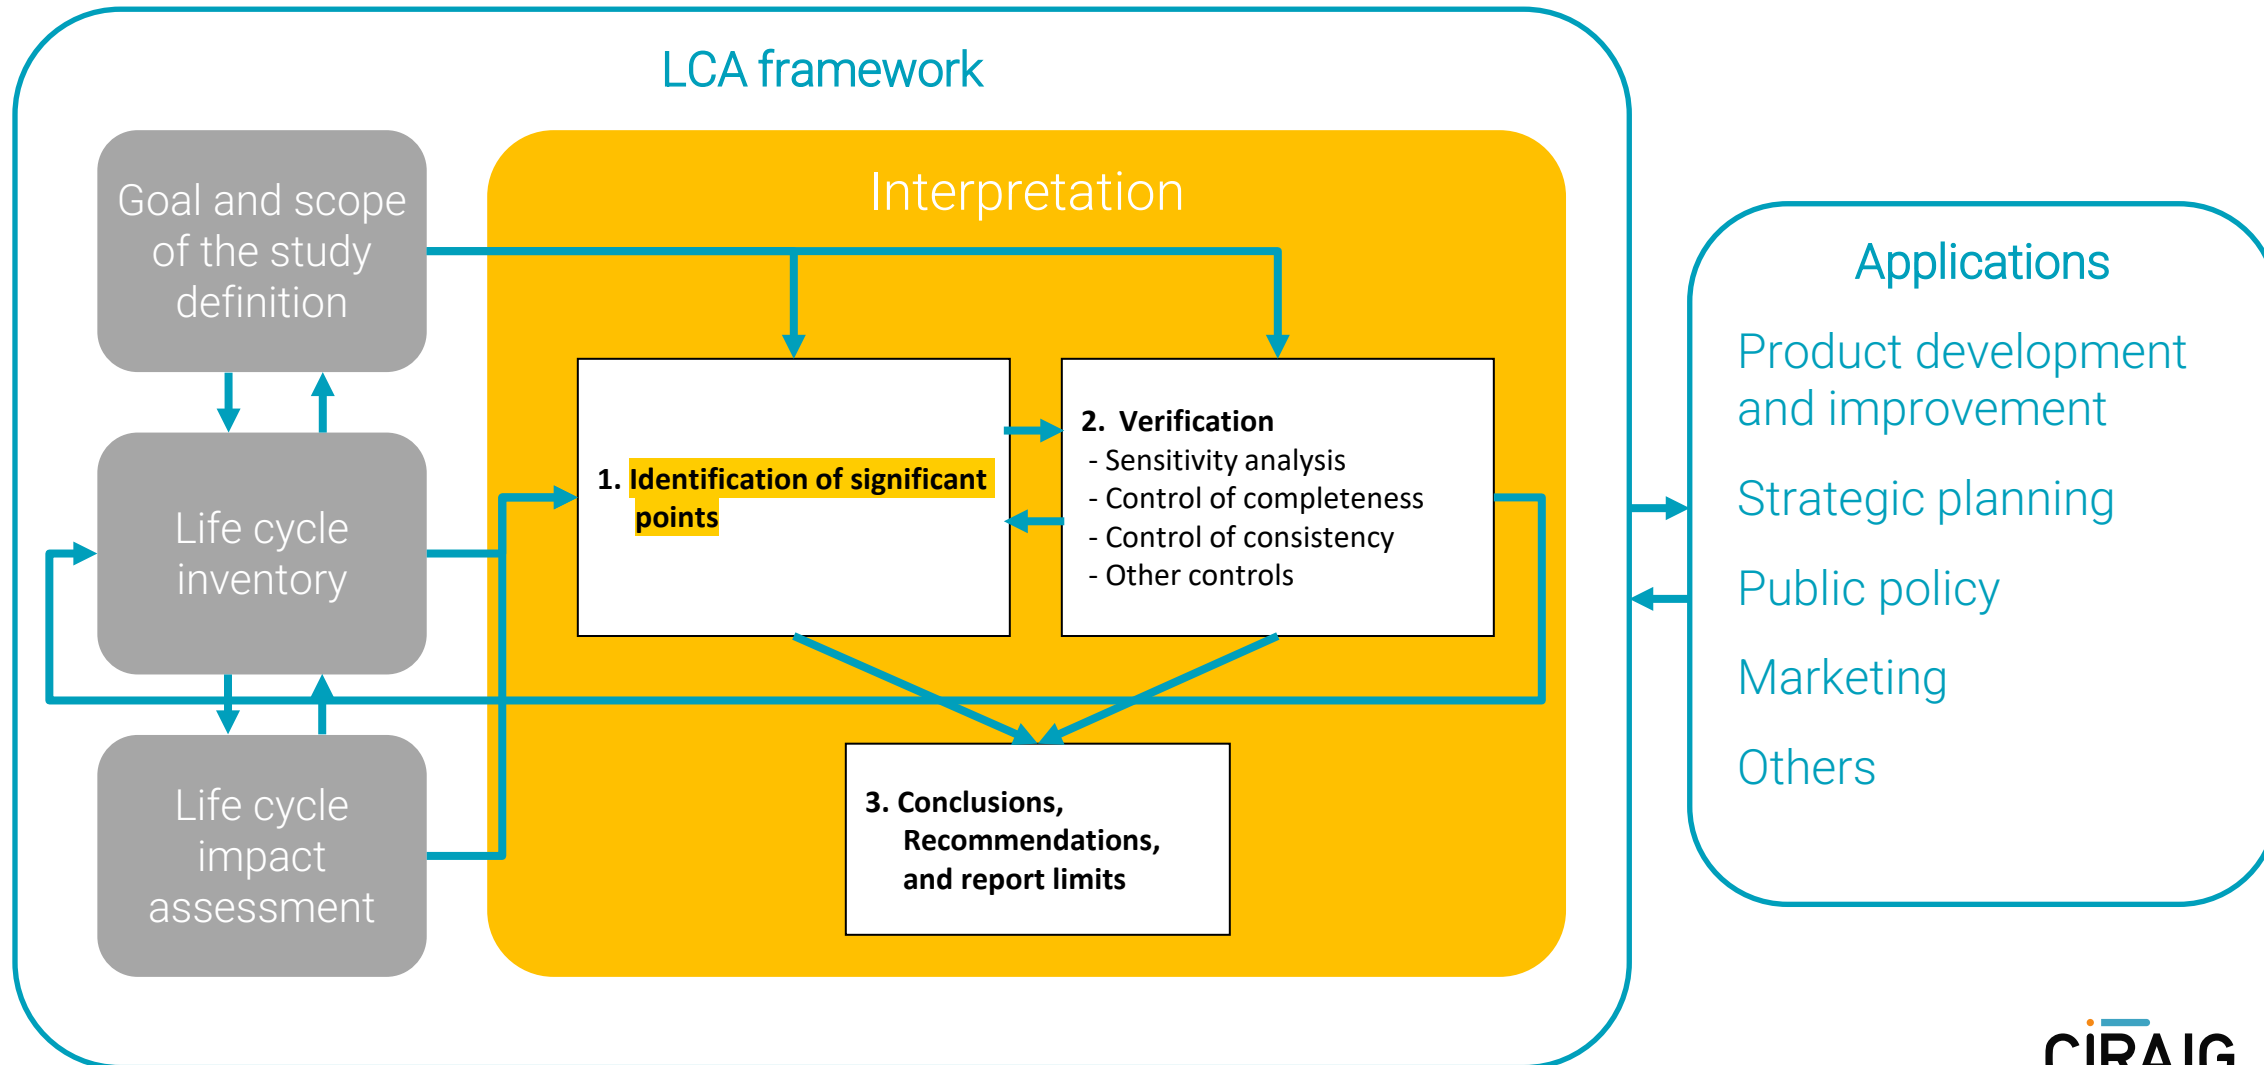 LCA framework
Goal and scope
of the study
definition
Life cycle
inventory
Life cycle
impact
assessment
Interpretation
1. Identification of significant
points
2. Verification
- Sensitivity analysis
- Control of completeness
- Control of consistency
- Other controls
3. Conclusions,
Recommendations,
and report limits
Applications
Product development
and improvement
Strategic planning
Public policy
Marketing
Others
CIRAIG